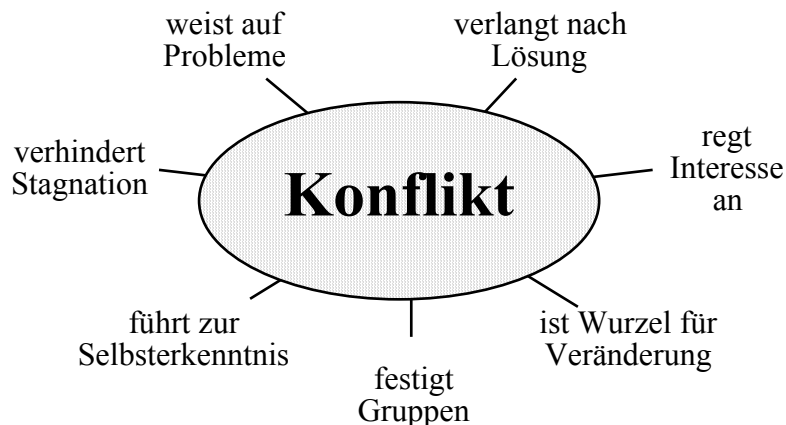 weist auf
Probleme
verlangt nach
Lösung
verhindert
Stagnation
regt
Interesse
an
Konflikt
führt zur
Selbsterkenntnis
ist Wurzel für
Veränderung
festigt
Gruppen